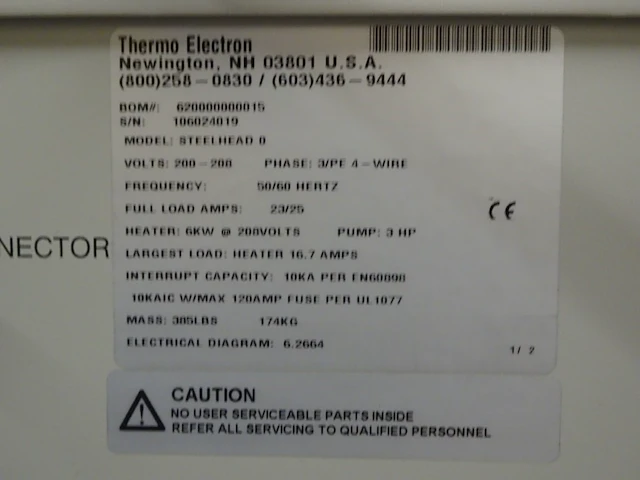 Thermo Electron
Newington, NH 03801 U.S.A.
(800)258-0830 / (603)436-9444
BOM#: 620000000015
S/N: 106024019
MODEL: STEELHEAD 0
VOLTS: 200-208 PHASE: 3/PE 4-WIRE
FREQUENCY: 50/60 HERTZ
FULL LOAD AMPS: 23/25
CE
HEATER: 6KW @ 208VOLTS PUMP: 3 HP
NECTOR
LARGEST LOAD: HEATER 16.7 AMPS
INTERRUPT CAPACITY: 10KA PER EN60898
10KAIC W/MAX 120AMP FUSE PER UL1077
MASS: 385LBS 174KG
ELECTRICAL DIAGRAM: 6.2664
1/ 2
CAUTION
NO USER SERVICEABLE PARTS INSIDE
REFER ALL SERVICING TO QUALIFIED PERSONNEL